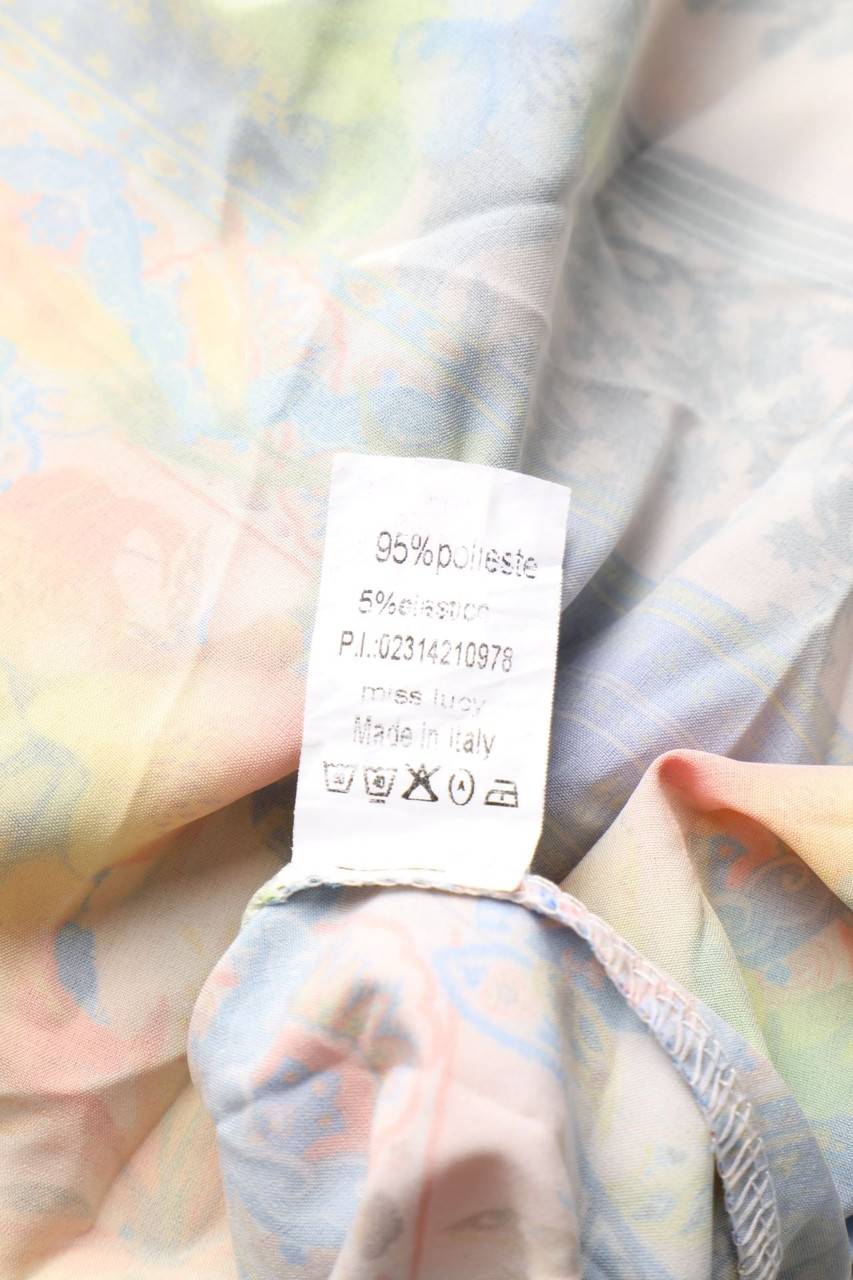 95%polieste
5%elastico
P.I.:02314210978
miss lucy
Made in Italy